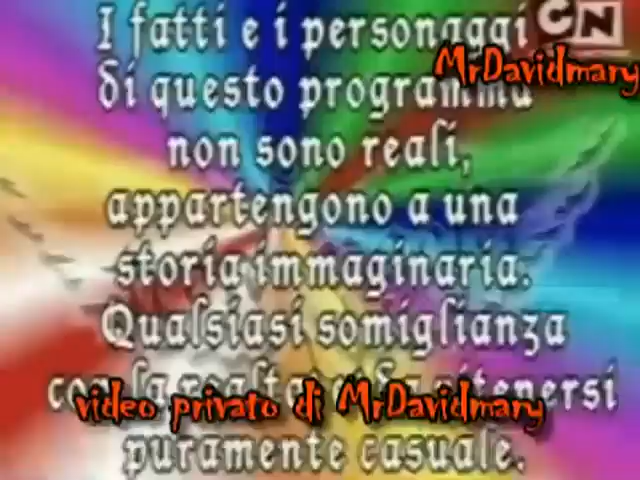 CN
I fatti e i personaggi
MrDavidmary
di questo programma
non sono reali,
appartengono a una
storia immaginaria.
Qualsiasi somiglianza
con la realtà ritenersi
video privato di MrDavidmary
puramente casuale.